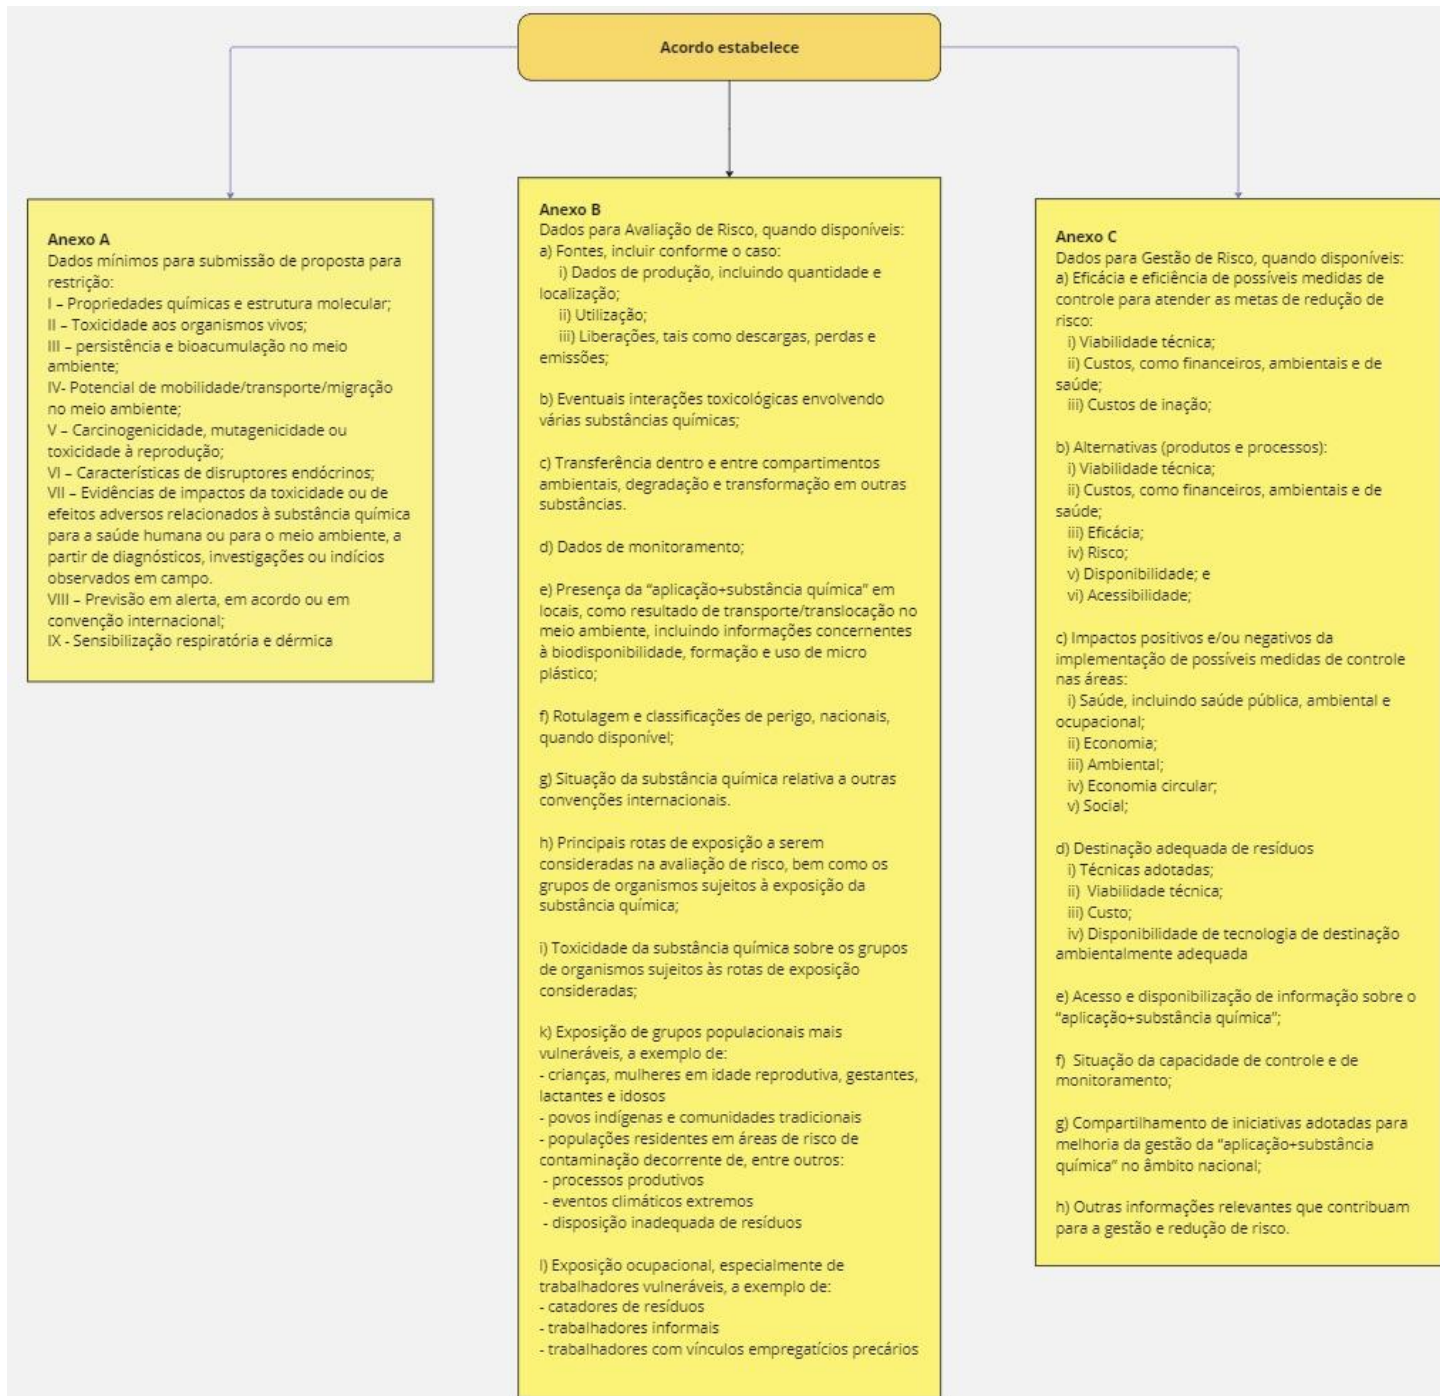 Acordo estabelece
Anexo A
Dados mínimos para submissão de proposta para
restrição:
I – Propriedades químicas e estrutura molecular;
II – Toxicidade aos organismos vivos;
III – persistência e bioacumulação no meio
ambiente;
IV- Potencial de mobilidade/transporte/migração
no meio ambiente;
V – Carcinogenicidade, mutagenicidade ou
toxicidade à reprodução;
VI – Características de disruptores endócrinos;
VII – Evidências de impactos da toxicidade ou de
efeitos adversos relacionados à substância química
para a saúde humana ou para o meio ambiente, a
partir de diagnósticos, investigações ou indícios
observados em campo.
VIII – Previsão em alerta, em acordo ou em
convenção internacional;
IX - Sensibilização respiratória e dérmica
Anexo B
Dados para Avaliação de Risco, quando disponíveis:
a) Fontes, incluir conforme o caso:
i) Dados de produção, incluindo quantidade e
localização;
ii) Utilização;
iii) Liberações, tais como descargas, perdas e
emissões;
b) Eventuais interações toxicológicas envolvendo
várias substâncias químicas;
c) Transferência dentro e entre compartimentos
ambientais, degradação e transformação em outras
substâncias.
d) Dados de monitoramento;
e) Presença da “aplicação+substância química” em
locais, como resultado de transporte/translocação no
meio ambiente, incluindo informações concernentes
à biodisponibilidade, formação e uso de micro
plástico;
f) Rotulagem e classificações de perigo, nacionais,
quando disponível;
g) Situação da substância química relativa a outras
convenções internacionais.
h) Principais rotas de exposição a serem
consideradas na avaliação de risco, bem como os
grupos de organismos sujeitos à exposição da
substância química;
i) Toxicidade da substância química sobre os grupos
de organismos sujeitos às rotas de exposição
consideradas;
k) Exposição de grupos populacionais mais
vulneráveis, a exemplo de:
- crianças, mulheres em idade reprodutiva, gestantes,
lactantes e idosos
- povos indígenas e comunidades tradicionais
- populações residentes em áreas de risco de
contaminação decorrente de, entre outros:
- processos produtivos
- eventos climáticos extremos
- disposição inadequada de resíduos
l) Exposição ocupacional, especialmente de
trabalhadores vulneráveis, a exemplo de:
- catadores de resíduos
- trabalhadores informais
- trabalhadores com vínculos empregatícios precários
Anexo C
Dados para Gestão de Risco, quando disponíveis:
a) Eficácia e eficiência de possíveis medidas de
controle para atender as metas de redução de
risco:
i) Viabilidade técnica;
ii) Custos, como financeiros, ambientais e de
saúde;
iii) Custos de inação;
b) Alternativas (produtos e processos):
i) Viabilidade técnica;
ii) Custos, como financeiros, ambientais e de
saúde;
iii) Eficácia;
iv) Risco;
v) Disponibilidade; e
vi) Acessibilidade;
c) Impactos positivos e/ou negativos da
implementação de possíveis medidas de controle
nas áreas:
i) Saúde, incluindo saúde pública, ambiental e
ocupacional;
ii) Economia;
iii) Ambiental;
iv) Economia circular;
v) Social;
d) Destinação adequada de resíduos
i) Técnicas adotadas;
ii) Viabilidade técnica;
iii) Custo;
iv) Disponibilidade de tecnologia de destinação
ambientalmente adequada
e) Acesso e disponibilização de informação sobre o
“aplicação+substância química”;
f) Situação da capacidade de controle e de
monitoramento;
g) Compartilhamento de iniciativas adotadas para
melhoria da gestão da “aplicação+substância
química” no âmbito nacional;
h) Outras informações relevantes que contribuam
para a gestão e redução de risco.